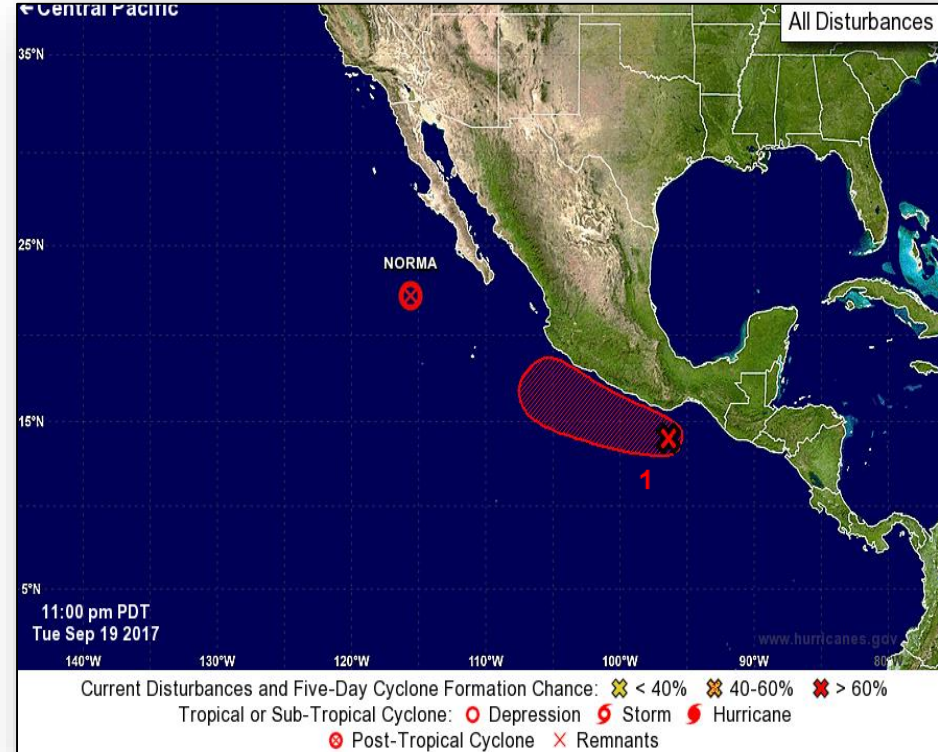 ←Central Pacific
All Disturbances
35°N
25°N
NORMA
15°N
1
5°N
11:00 pm PDT
Tue Sep 19 2017
www.hurricanes.gov
140°W 130°W 120°W 110°W 100°W 90°W 80°W
Current Disturbances and Five-Day Cyclone Formation Chance: < 40% 40-60% > 60%
Tropical or Sub-Tropical Cyclone: Depression Storm Hurricane
Post-Tropical Cyclone Remnants